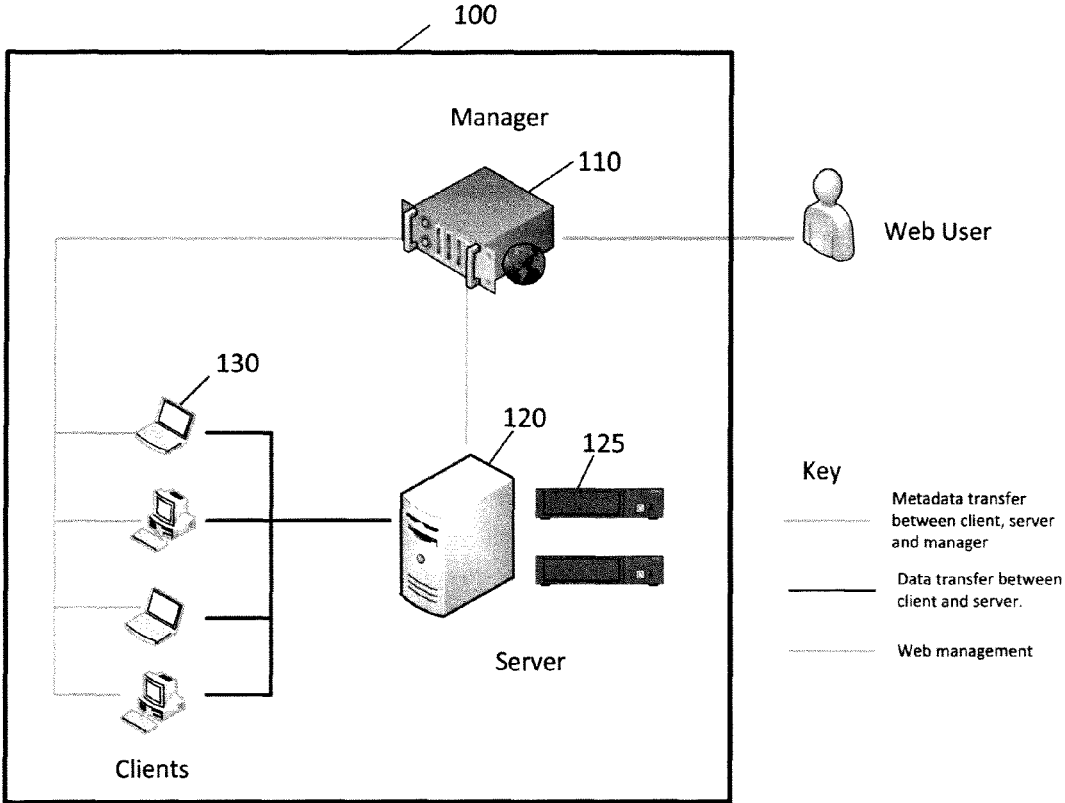 100
Manager
110
Web User
130
120
125
Key
Metadata transfer
between client, server
and manager
Data transfer between
client and server.
Web management
Server
Clients